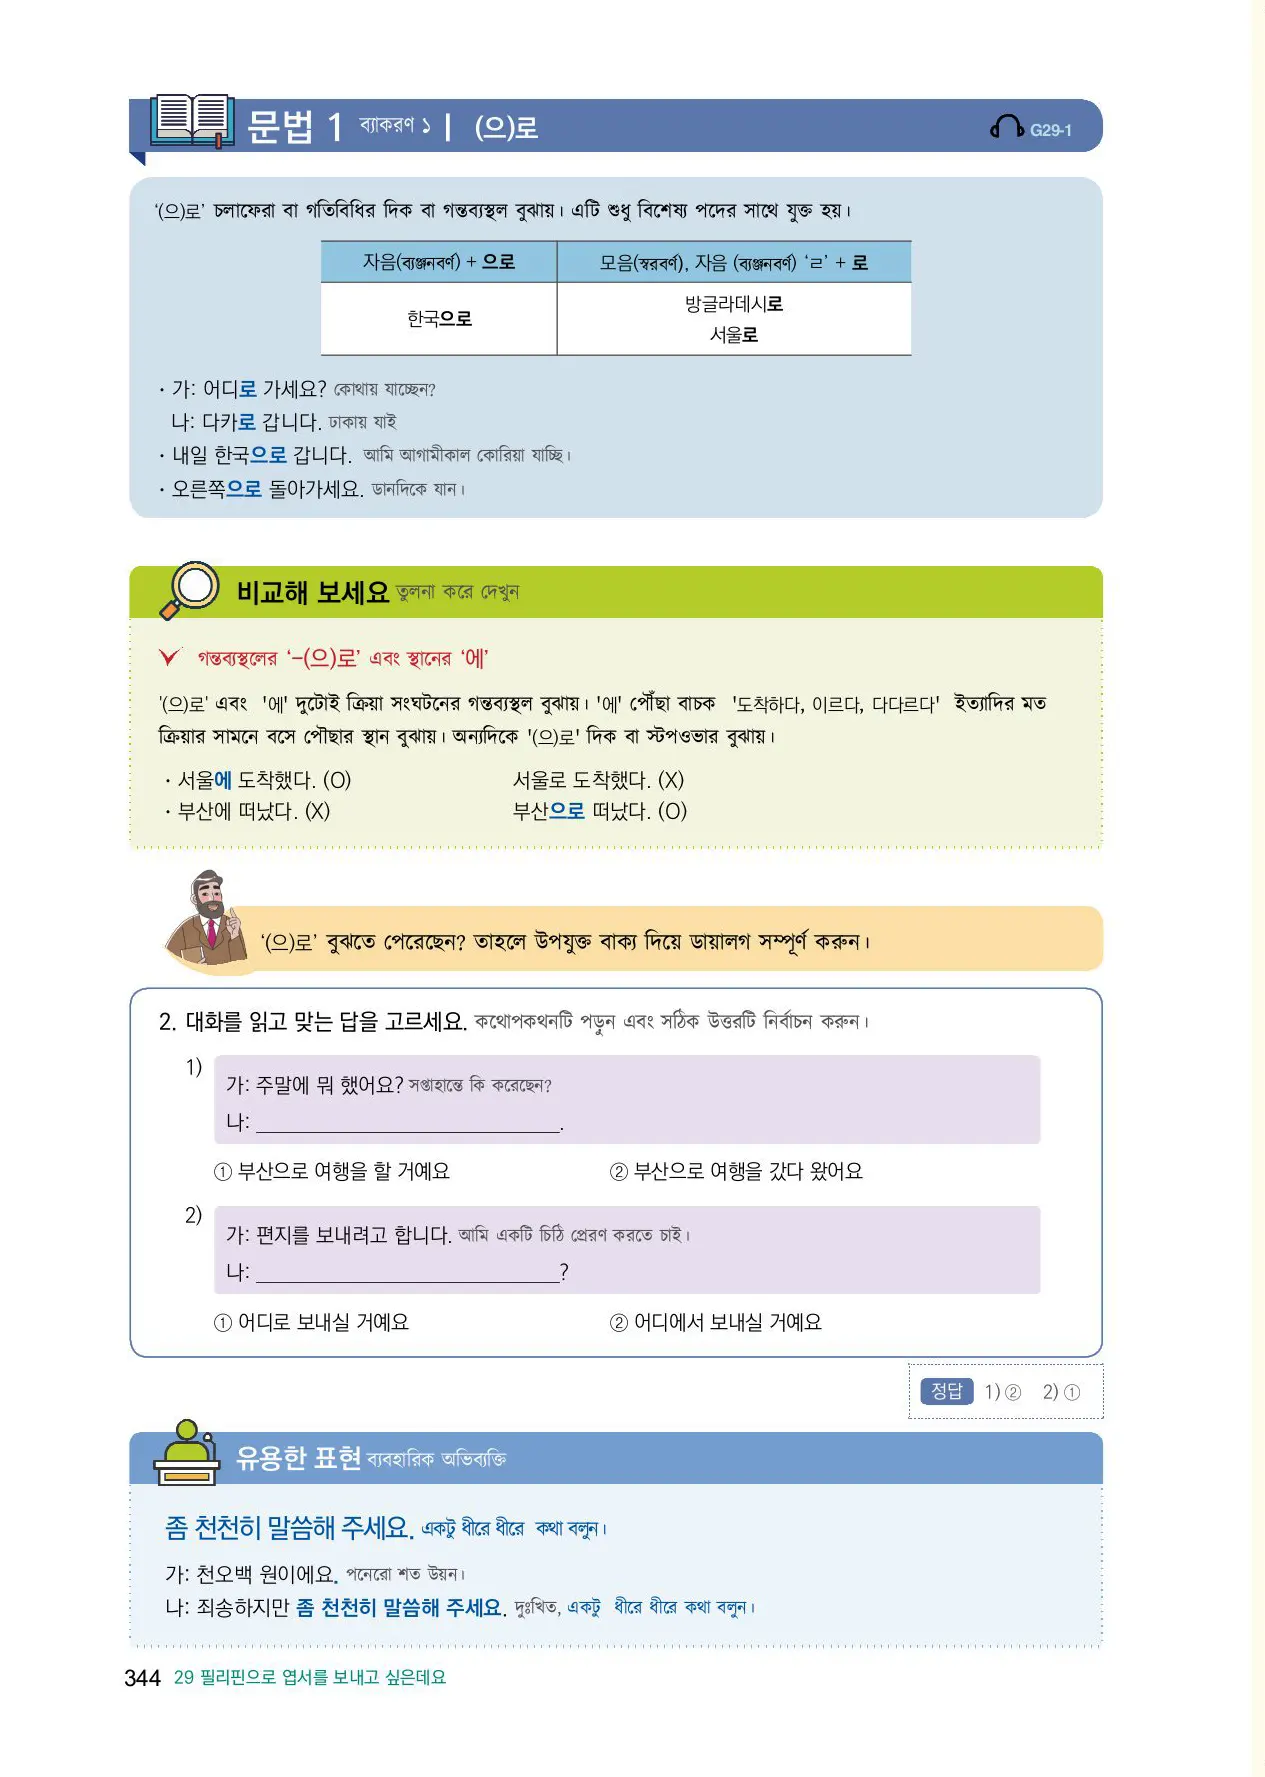 문법 1 ব্যাকরণ ১ | (으)로
G29-1
‘(으)로’ চলাফেরা বা গতিবিধির দিক বা গন্তব্যস্থল বুঝায়। এটি শুধু বিশেষ্য পদের সাথে যুক্ত হয়।
자음(ব্যঞ্জনবর্ণ) + 으로
모음(স্বরবর্ণ), 자음 (ব্যঞ্জনবর্ণ) ‘ㄹ’ + 로
한국으로
방글라데시로
서울로
· 가: 어디로 가세요? কোথায় যাচ্ছেন?
나: 다카로 갑니다. ঢাকায় যাই
· 내일 한국으로 갑니다. আমি আগামীকাল কোরিয়া যাচ্ছি।
· 오른쪽으로 돌아가세요. ডানদিকে যান।
비교해 보세요 তুলনা করে দেখুন
গন্তব্যস্থলের ‘-(으)로’ এবং স্থানের ‘에’
'(으)로' এবং '에' দুটোই ক্রিয়া সংঘটনের গন্তব্যস্থল বুঝায়। '에' পৌঁছা বাচক '도착하다, 이르다, 다다르다' ইত্যাদির মত
ক্রিয়ার সামনে বসে পৌছার স্থান বুঝায়। অন্যদিকে '(으)로' দিক বা স্টপওভার বুঝায়।
· 서울에 도착했다. (O) 서울로 도착했다. (X)
· 부산에 떠났다. (X) 부산으로 떠났다. (O)
‘(으)로’ বুঝতে পেরেছেন? তাহলে উপযুক্ত বাক্য দিয়ে ডায়ালগ সম্পূর্ণ করুন।
2. 대화를 읽고 맞는 답을 고르세요. কথোপকথনটি পড়ুন এবং সঠিক উত্তরটি নির্বাচন করুন।
1)
가: 주말에 뭐 했어요? সপ্তাহান্তে কি করেছেন?
나: ______________________________.
① 부산으로 여행을 할 거예요 ② 부산으로 여행을 갔다 왔어요
2)
가: 편지를 보내려고 합니다. আমি একটি চিঠি প্রেরণ করতে চাই।
나: ______________________________?
① 어디로 보내실 거예요 ② 어디에서 보내실 거예요
정답 1) ② 2) ①
유용한 표현 ব্যবহারিক অভিব্যক্তি
좀 천천히 말씀해 주세요. একটু ধীরে ধীরে কথা বলুন।
가: 천오백 원이에요. পনেরো শত উয়ন।
나: 죄송하지만 좀 천천히 말씀해 주세요. দুঃখিত, একটু ধীরে ধীরে কথা বলুন।
344 29 필리핀으로 엽서를 보내고 싶은데요